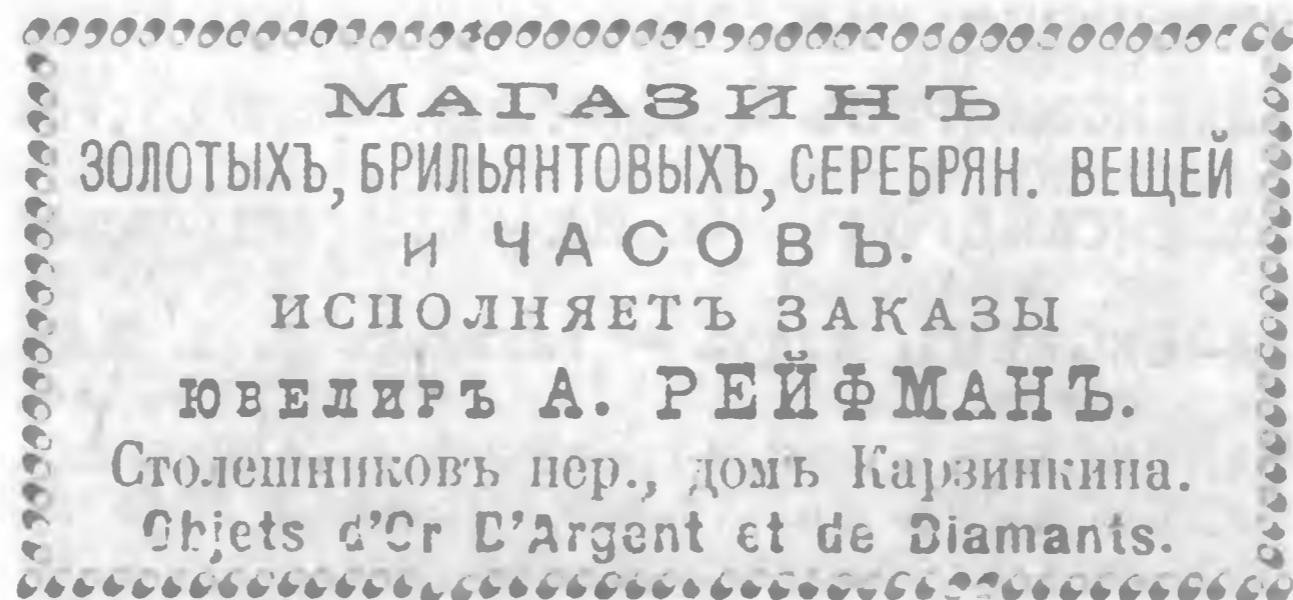 МАГАЗИНЪ
ЗОЛОТЫХЪ, БРИЛЬЯНТОВЫХЪ, СЕРЕБРЯН. ВЕЩЕЙ
и ЧАСОВЪ.
ИСПОЛНЯЕТЪ ЗАКАЗЫ
ЮВЕЛИРЪ А. РЕЙФМАНЪ.
Столешниковъ пер., домъ Карзинкина.
Objets d'Or D'Argent et de Diamants.